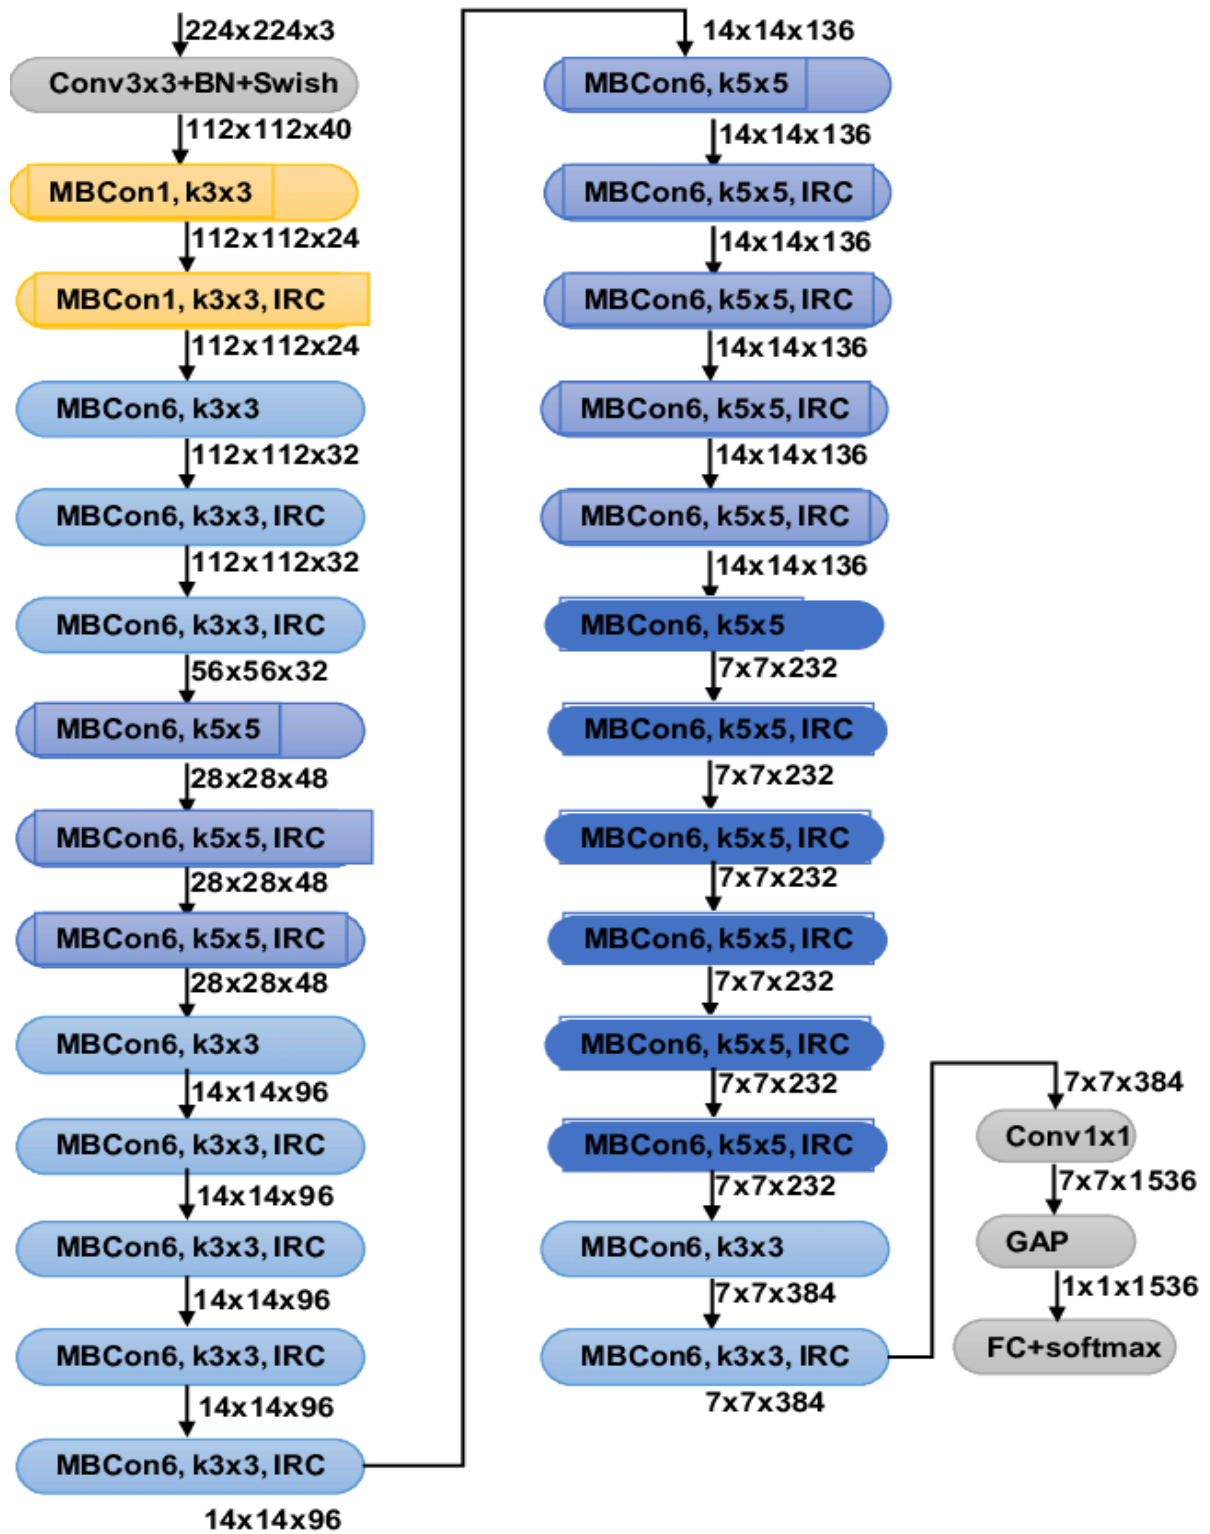 224x224x3
Conv3x3+BN+Swish
112x112x40
MBCon1, k3x3
112x112x24
MBCon1, k3x3, IRC
112x112x24
MBCon6, k3x3
112x112x32
MBCon6, k3x3, IRC
112x112x32
MBCon6, k3x3, IRC
56x56x32
MBCon6, k5x5
28x28x48
MBCon6, k5x5, IRC
28x28x48
MBCon6, k5x5, IRC
28x28x48
MBCon6, k3x3
14x14x96
MBCon6, k3x3, IRC
14x14x96
MBCon6, k3x3, IRC
14x14x96
MBCon6, k3x3, IRC
14x14x96
MBCon6, k3x3, IRC
14x14x96
14x14x136
MBCon6, k5x5
14x14x136
MBCon6, k5x5, IRC
14x14x136
MBCon6, k5x5, IRC
14x14x136
MBCon6, k5x5, IRC
14x14x136
MBCon6, k5x5, IRC
14x14x136
MBCon6, k5x5
7x7x232
MBCon6, k5x5, IRC
7x7x232
MBCon6, k5x5, IRC
7x7x232
MBCon6, k5x5, IRC
7x7x232
MBCon6, k5x5, IRC
7x7x232
MBCon6, k5x5, IRC
7x7x232
MBCon6, k3x3
7x7x384
MBCon6, k3x3, IRC
7x7x384
7x7x384
Conv1x1
7x7x1536
GAP
1x1x1536
FC+softmax